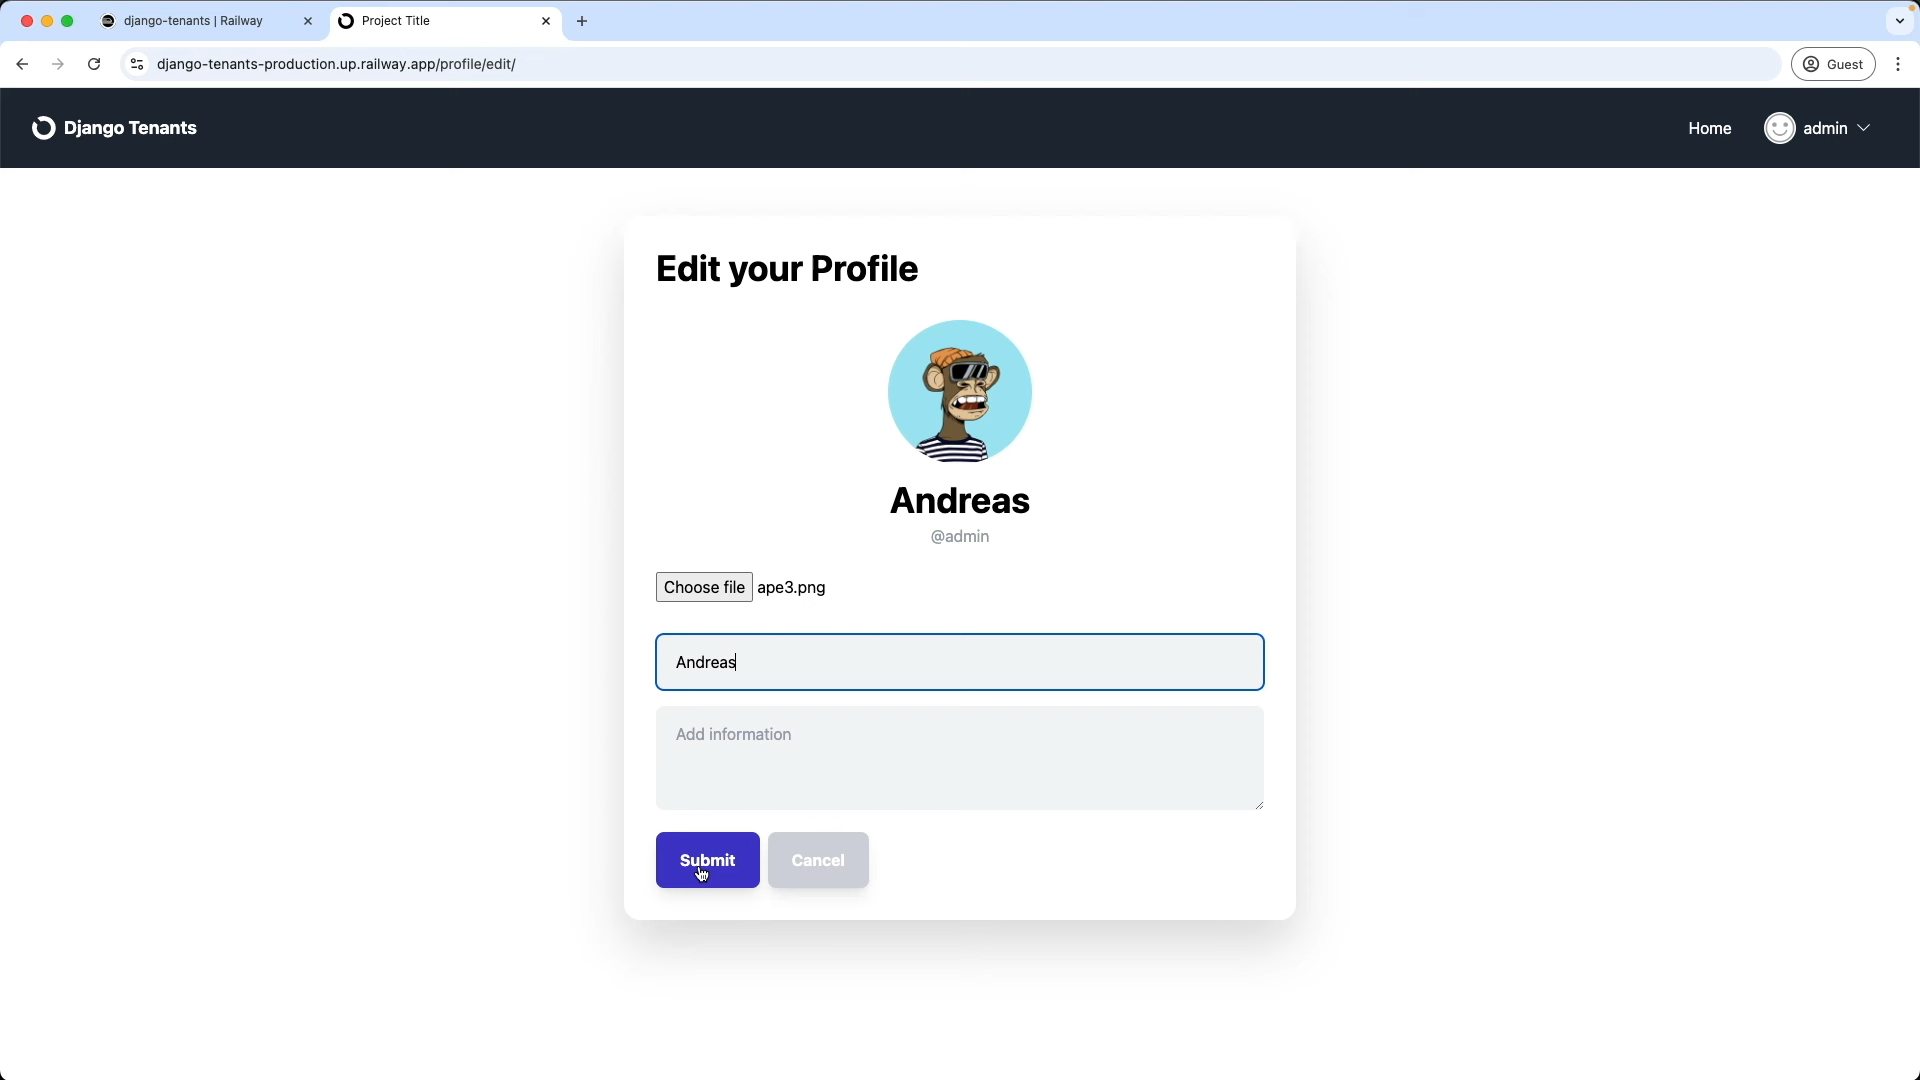 django-tenants | Railway
Project Title
django-tenants-production.up.railway.app/profile/edit/
Guest
Django Tenants
Home
admin
Edit your Profile
Andreas
@admin
Choose file ape3.png
Andreas
Add information
Submit
Cancel